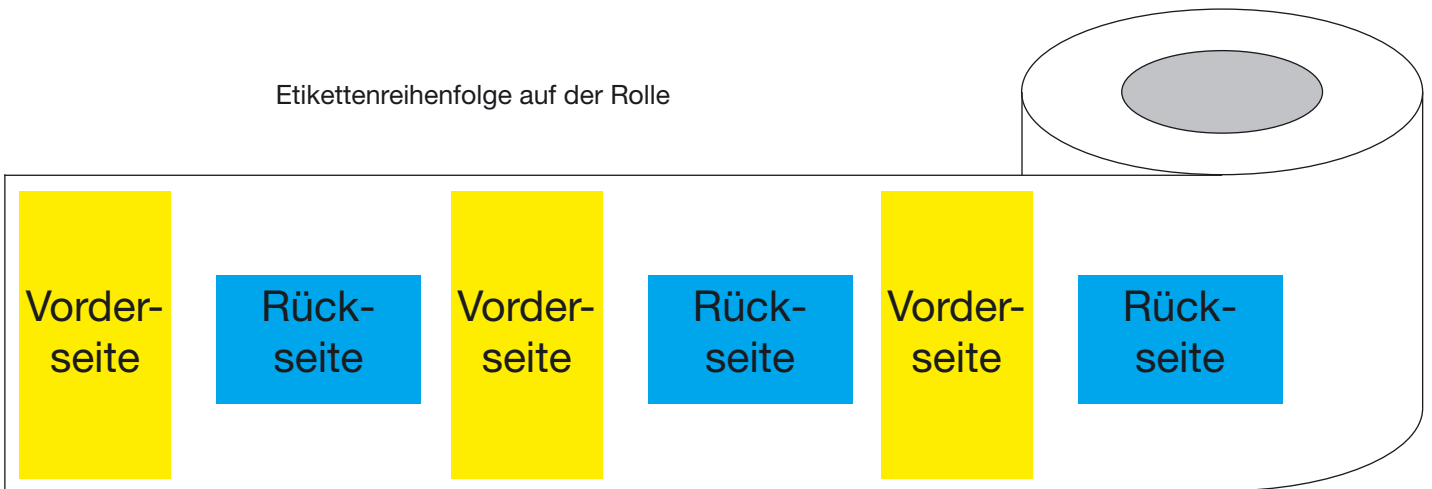 Etikettenreihenfolge auf der Rolle
Vorder-
seite
Rück-
seite
Vorder-
seite
Rück-
seite
Vorder-
seite
Rück-
seite